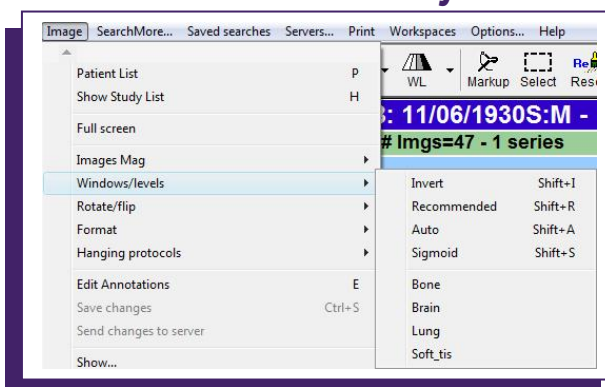 Image SearchMore... Saved searches Servers... Print Workspaces Options... Help
Patient List P
Show Study List H
Full screen
Images Mag
Windows/levels
Rotate/flip
Format
Hanging protocols
Edit Annotations E
Save changes Ctrl+S
Send changes to server
Show...
WL Markup Select
: 11/06/1930S:M -
# Imgs=47 - 1 series
Invert Shift+I
Recommended Shift+R
Auto Shift+A
Sigmoid Shift+S
Bone
Brain
Lung
Soft_tis